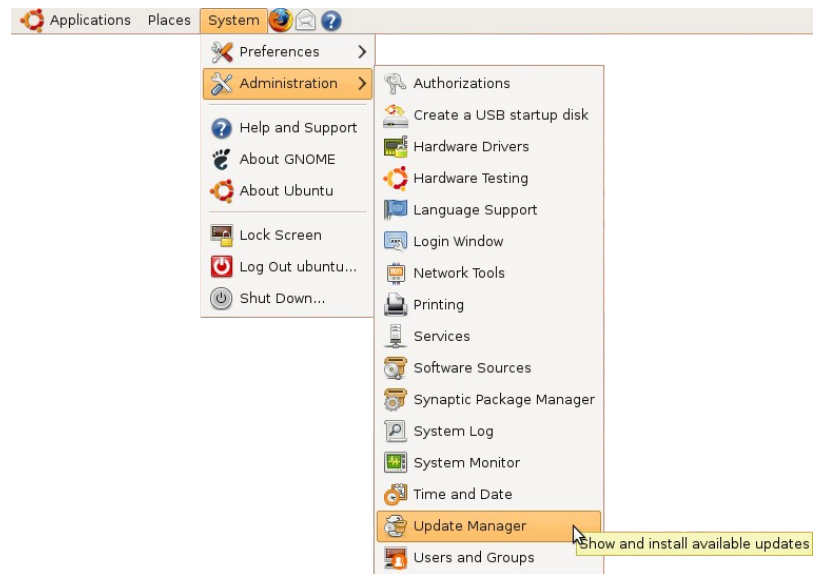 Applications Places System
Preferences
Administration
Help and Support
About GNOME
About Ubuntu
Lock Screen
Log Out ubuntu...
Shut Down...
Authorizations
Create a USB startup disk
Hardware Drivers
Hardware Testing
Language Support
Login Window
Network Tools
Printing
Services
Software Sources
Synaptic Package Manager
System Log
System Monitor
Time and Date
Update Manager
Show and install available updates
Users and Groups